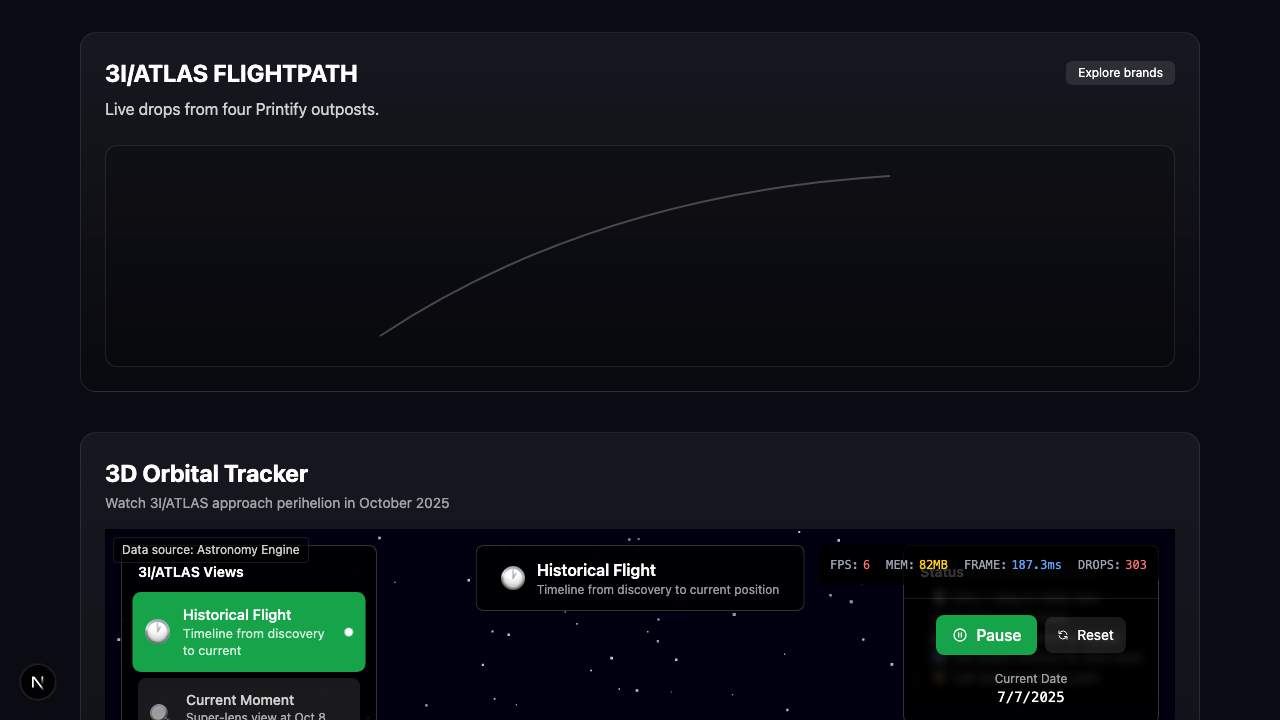 3I/ATLAS FLIGHTPATH
Explore brands
Live drops from four Printify outposts.
3D Orbital Tracker
Watch 3I/ATLAS approach perihelion in October 2025
Data source: Astronomy Engine
3I/ATLAS Views
Historical Flight
Timeline from discovery
to current
Current Moment
Super-lens view at Oct 8
Historical Flight
Timeline from discovery to current position
FPS: 6 MEM: 82MB FRAME: 187.3ms DROPS: 303
Status
Pause
Reset
Current Date
7/7/2025
N